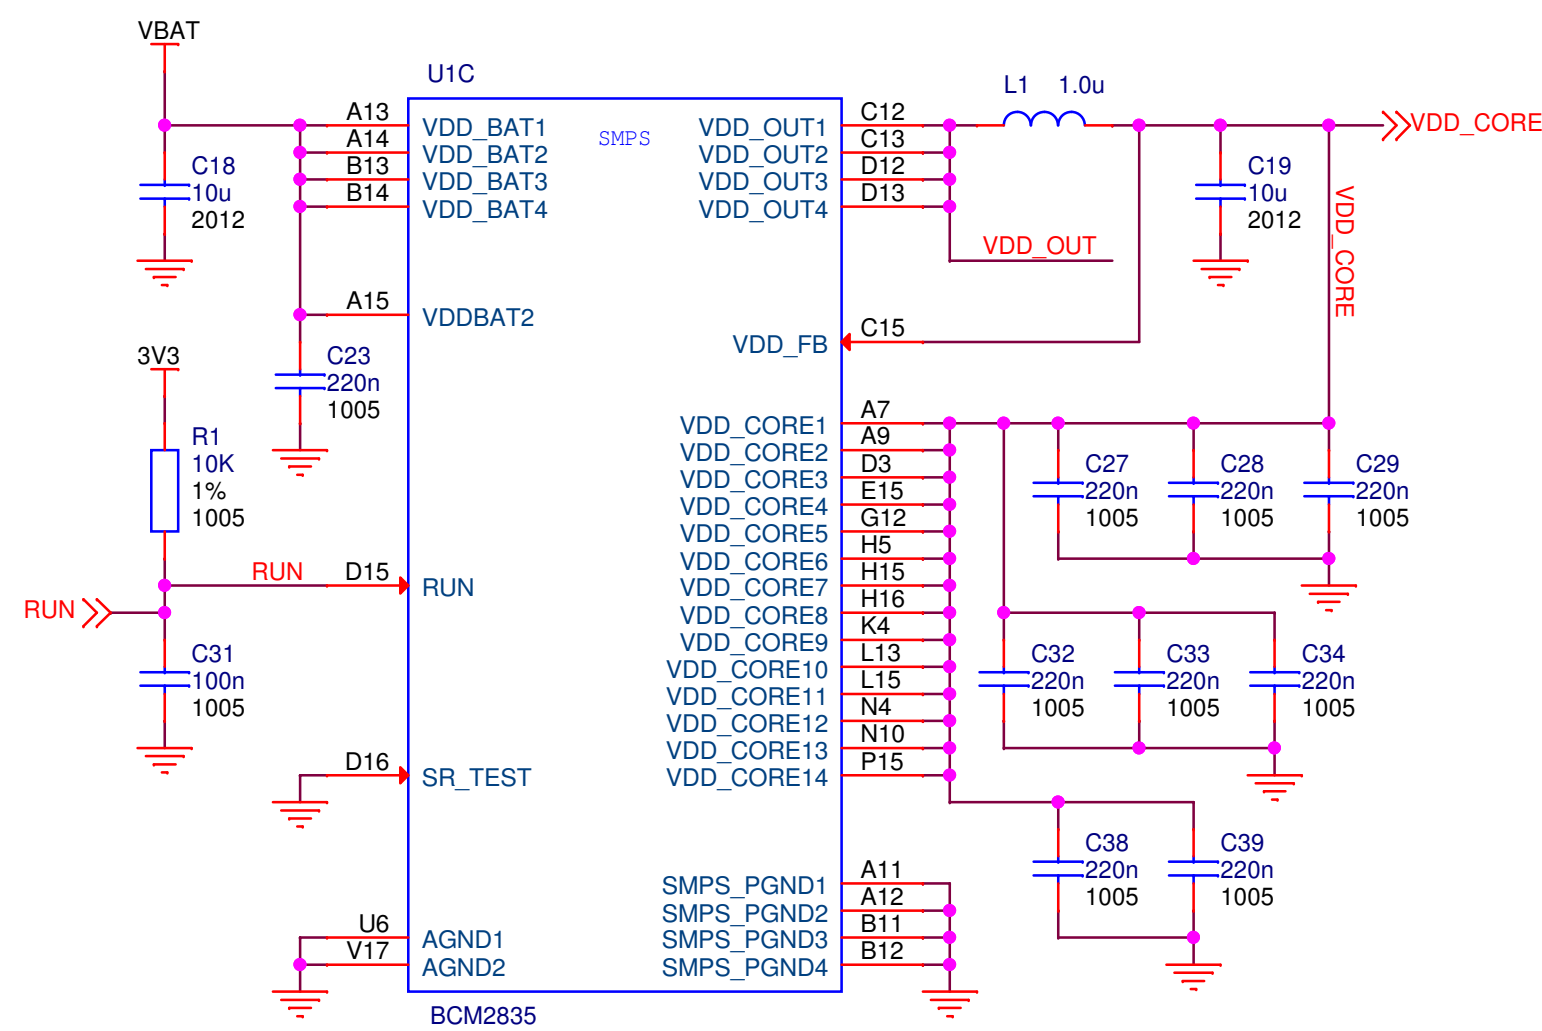 VBAT
U1C
SMPS
A13
VDD_BAT1
A14
VDD_BAT2
B13
VDD_BAT3
B14
VDD_BAT4
A15
VDDBAT2
C18
10u
2012
C23
220n
1005
3V3
R1
10K
1%
1005
RUN
D15
RUN
RUN
C31
100n
1005
D16
SR_TEST
U6
AGND1
V17
AGND2
BCM2835
VDD_OUT1
C12
VDD_OUT2
C13
VDD_OUT3
D12
VDD_OUT4
D13
VDD_OUT
L1 1.0u
VDD_CORE
C19
10u
2012
VDD_CORE
VDD_FB
C15
VDD_CORE1
A7
VDD_CORE2
A9
VDD_CORE3
D3
VDD_CORE4
E15
VDD_CORE5
G12
VDD_CORE6
H5
VDD_CORE7
H15
VDD_CORE8
H16
VDD_CORE9
K4
VDD_CORE10
L13
VDD_CORE11
L15
VDD_CORE12
N4
VDD_CORE13
N10
VDD_CORE14
P15
C27
220n
1005
C28
220n
1005
C29
220n
1005
C32
220n
1005
C33
220n
1005
C34
220n
1005
C38
220n
1005
C39
220n
1005
SMPS_PGND1
A11
SMPS_PGND2
A12
SMPS_PGND3
B11
SMPS_PGND4
B12